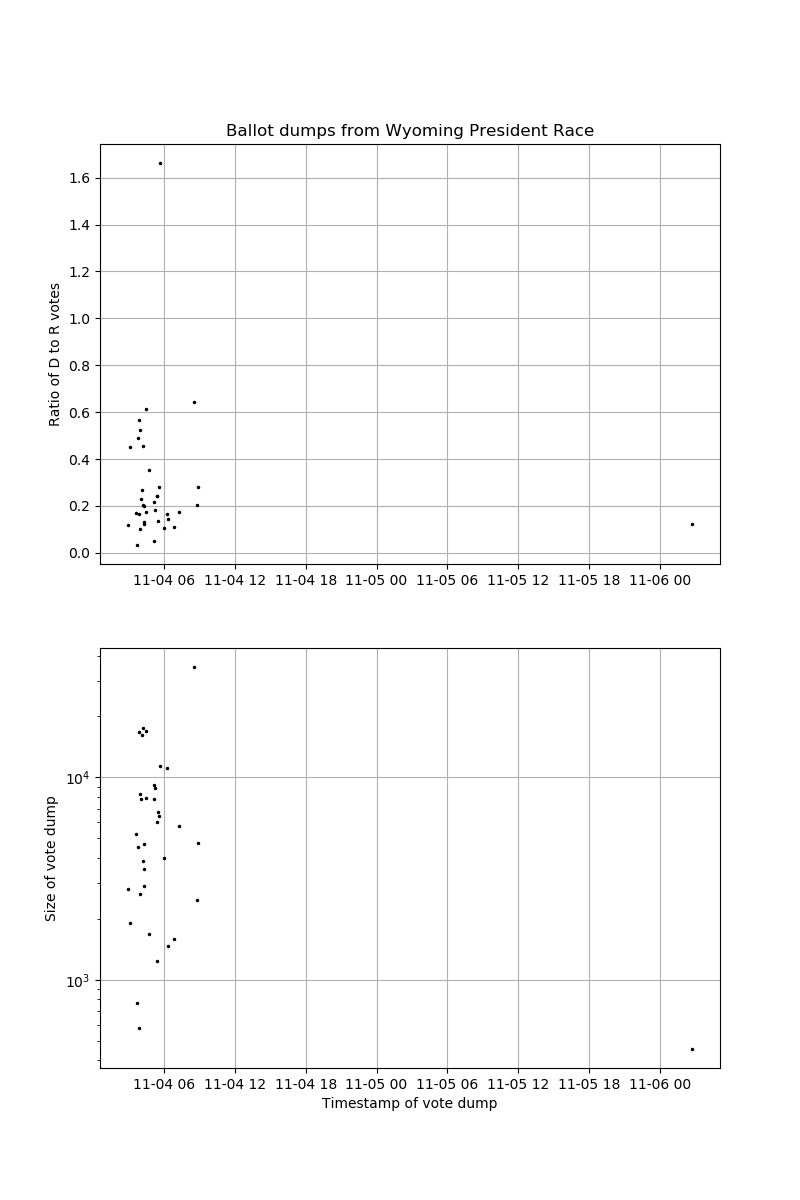 Ballot dumps from Wyoming President Race
Ratio of D to R votes
1.6
1.4
1.2
1.0
0.8
0.6
0.4
0.2
0.0
11-04 06 11-04 12 11-04 18 11-05 00 11-05 06 11-05 12 11-05 18 11-06 00
Size of vote dump
10^4
10^3
11-04 06 11-04 12 11-04 18 11-05 00 11-05 06 11-05 12 11-05 18 11-06 00
Timestamp of vote dump